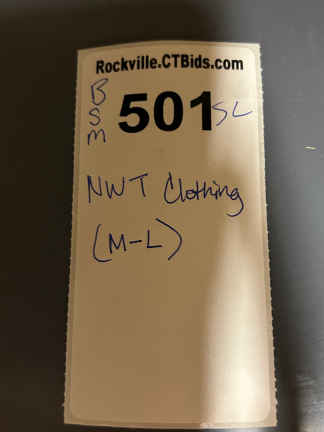 Rockville.CTBids.com
B
S
M
501 SL
NWT Clothing
(M-L)